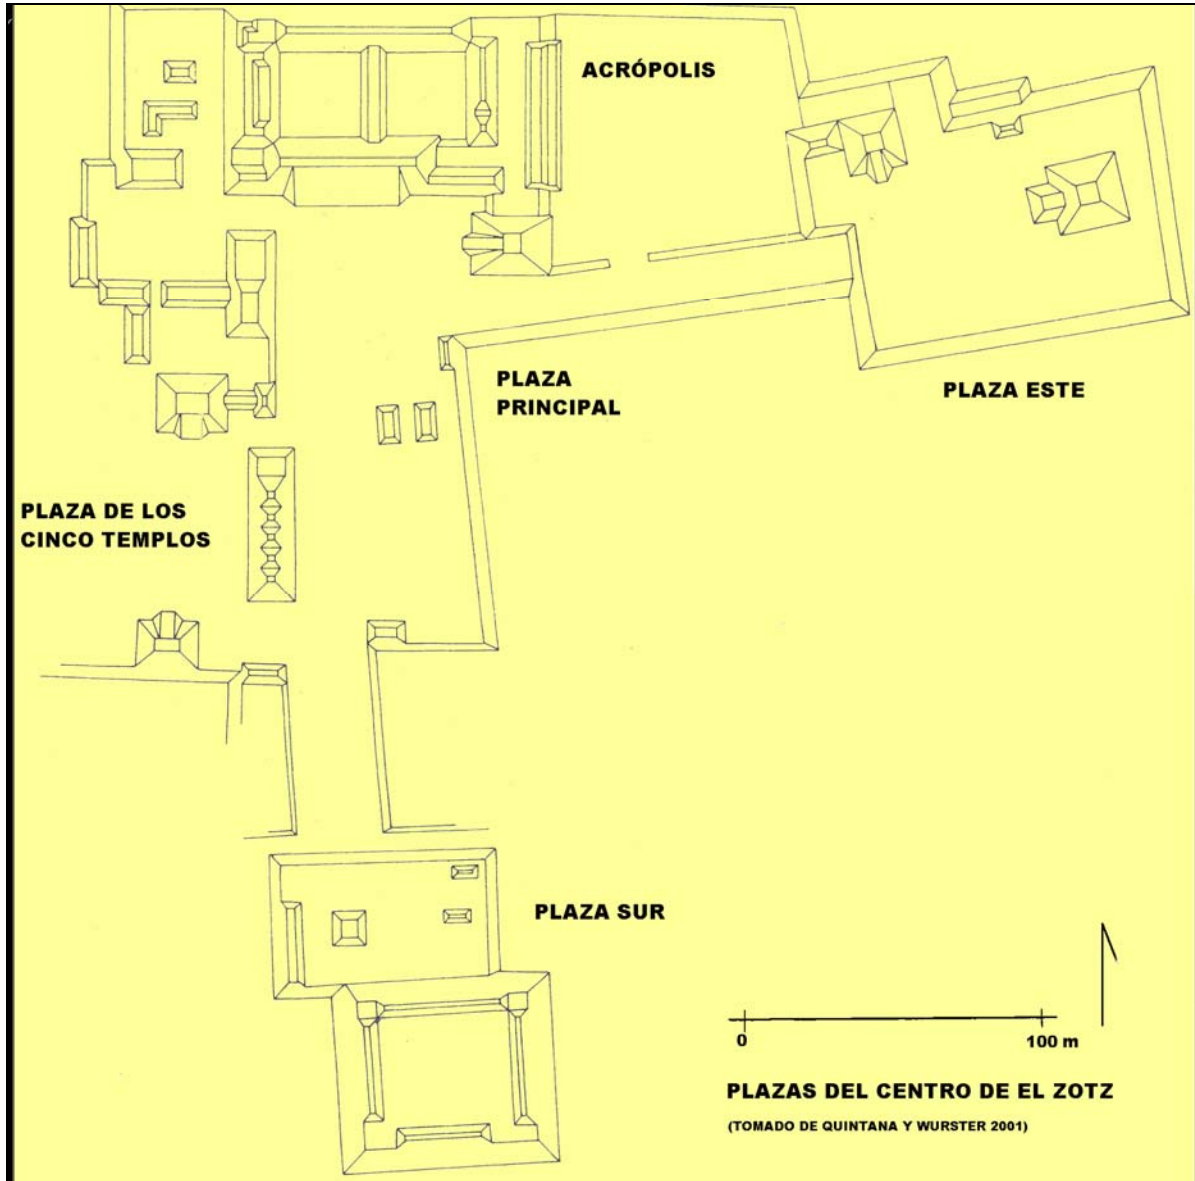 ACRÓPOLIS
PLAZA
PRINCIPAL
PLAZA ESTE
PLAZA DE LOS
CINCO TEMPLOS
PLAZA SUR
0
100 m
PLAZAS DEL CENTRO DE EL ZOTZ
(TOMADO DE QUINTANA Y WURSTER 2001)